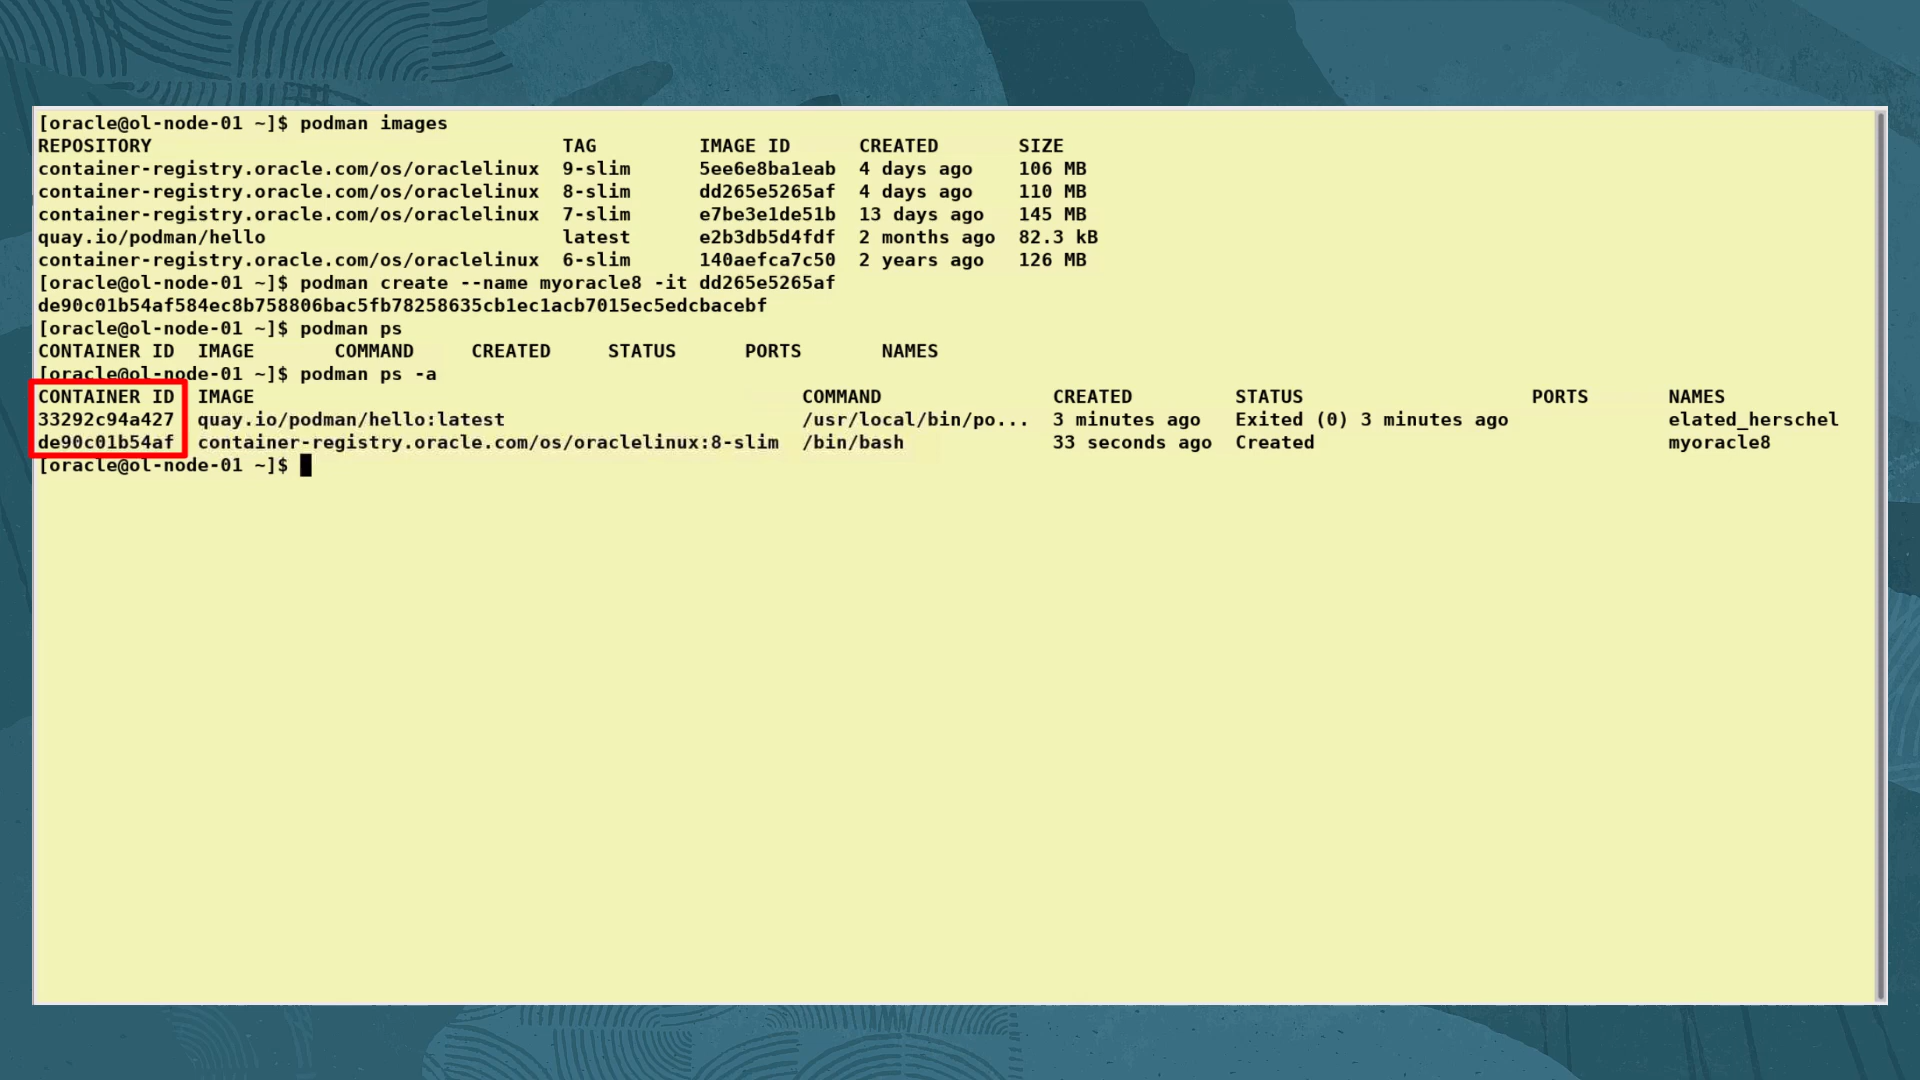 [oracle@ol-node-01 ~]$ podman images
REPOSITORY TAG IMAGE ID CREATED SIZE
container-registry.oracle.com/os/oraclelinux 9-slim 5ee6e8ba1eab 4 days ago 106 MB
container-registry.oracle.com/os/oraclelinux 8-slim dd265e5265af 4 days ago 110 MB
container-registry.oracle.com/os/oraclelinux 7-slim e7be3e1de51b 13 days ago 145 MB
quay.io/podman/hello latest e2b3db5d4fdf 2 months ago 82.3 kB
container-registry.oracle.com/os/oraclelinux 6-slim 140aefca7c50 2 years ago 126 MB
[oracle@ol-node-01 ~]$ podman create --name myoracle8 -it dd265e5265af
de90c01b54af584ec8b758806bac5fb78258635cb1ec1acb7015ec5edcbacebf
[oracle@ol-node-01 ~]$ podman ps
CONTAINER ID IMAGE COMMAND CREATED STATUS PORTS NAMES
[oracle@ol-node-01 ~]$ podman ps -a
CONTAINER ID IMAGE COMMAND CREATED STATUS PORTS NAMES
33292c94a427 quay.io/podman/hello:latest /usr/local/bin/po... 3 minutes ago Exited (0) 3 minutes ago elated_herschel
de90c01b54af container-registry.oracle.com/os/oraclelinux:8-slim /bin/bash 33 seconds ago Created myoracle8
[oracle@ol-node-01 ~]$